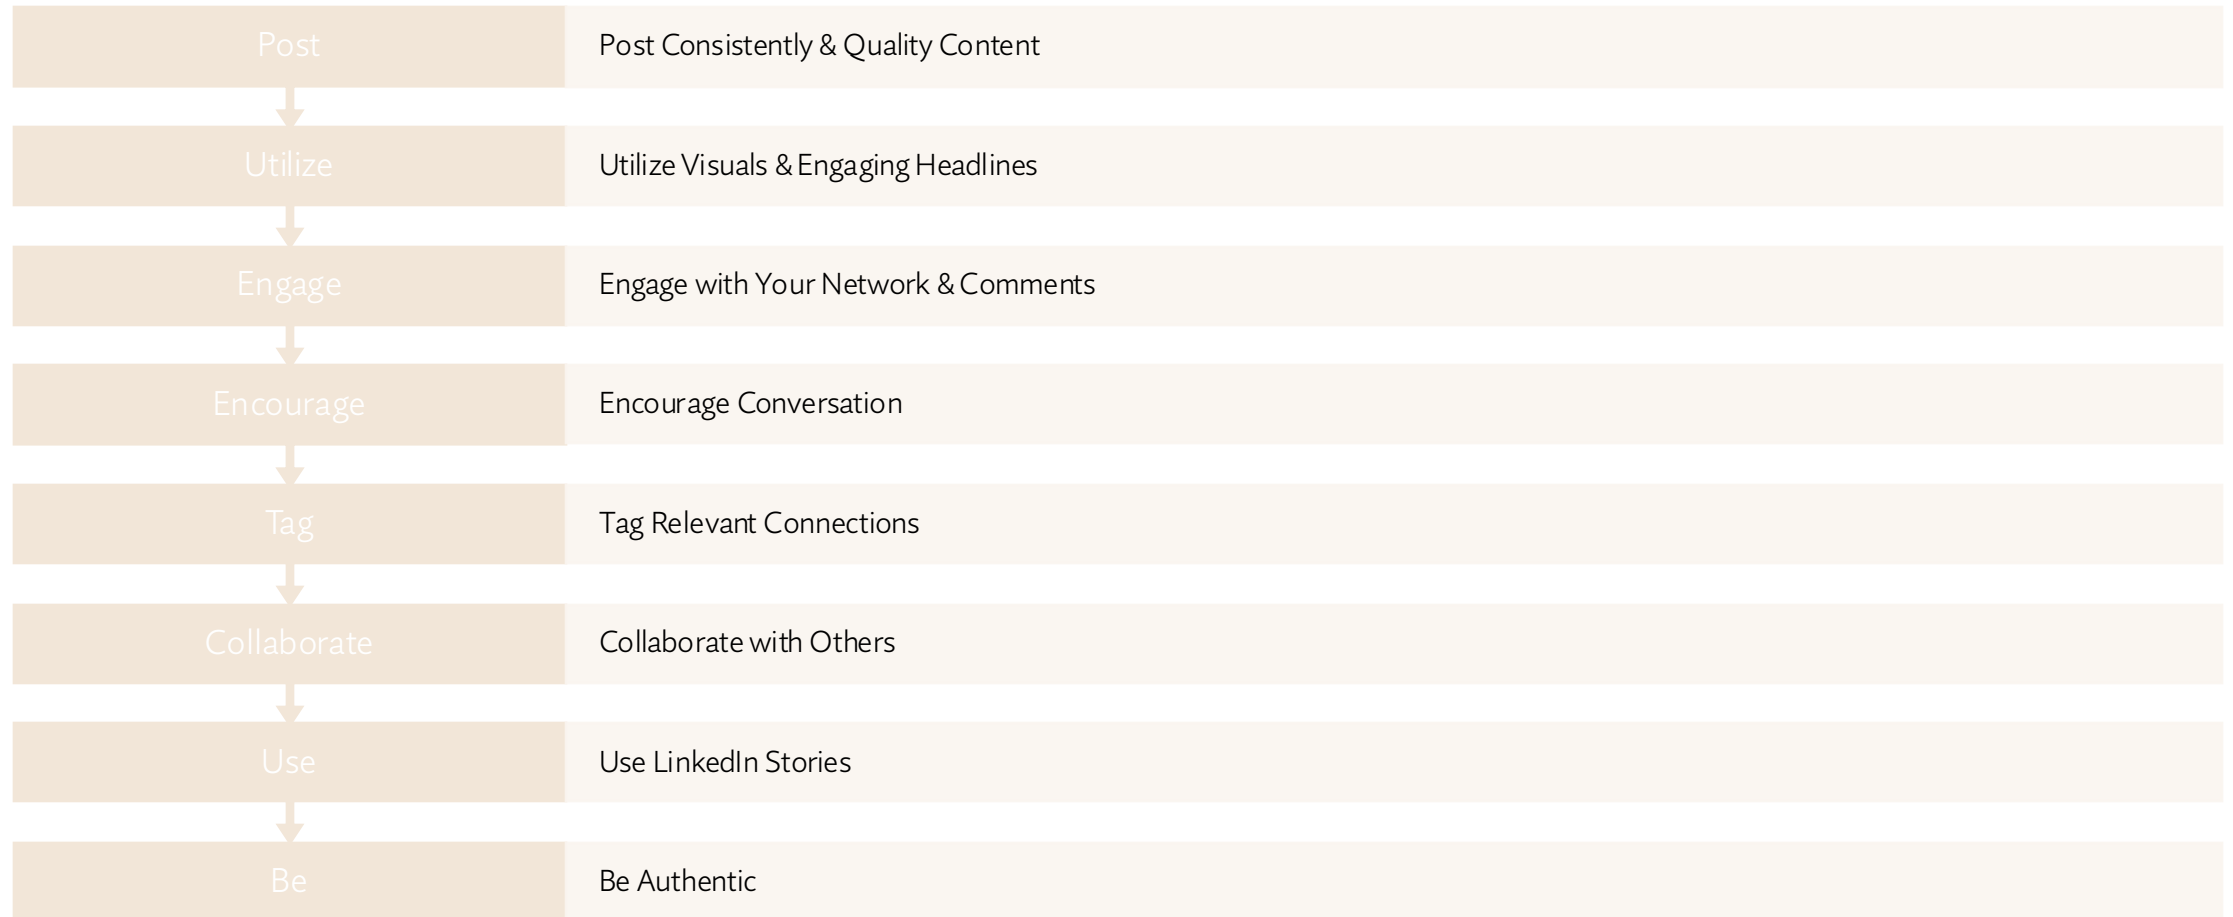 Post
Post Consistently & Quality Content
Utilize
Utilize Visuals & Engaging Headlines
Engage
Engage with Your Network & Comments
Encourage
Encourage Conversation
Tag
Tag Relevant Connections
Collaborate
Collaborate with Others
Use
Use LinkedIn Stories
Be
Be Authentic